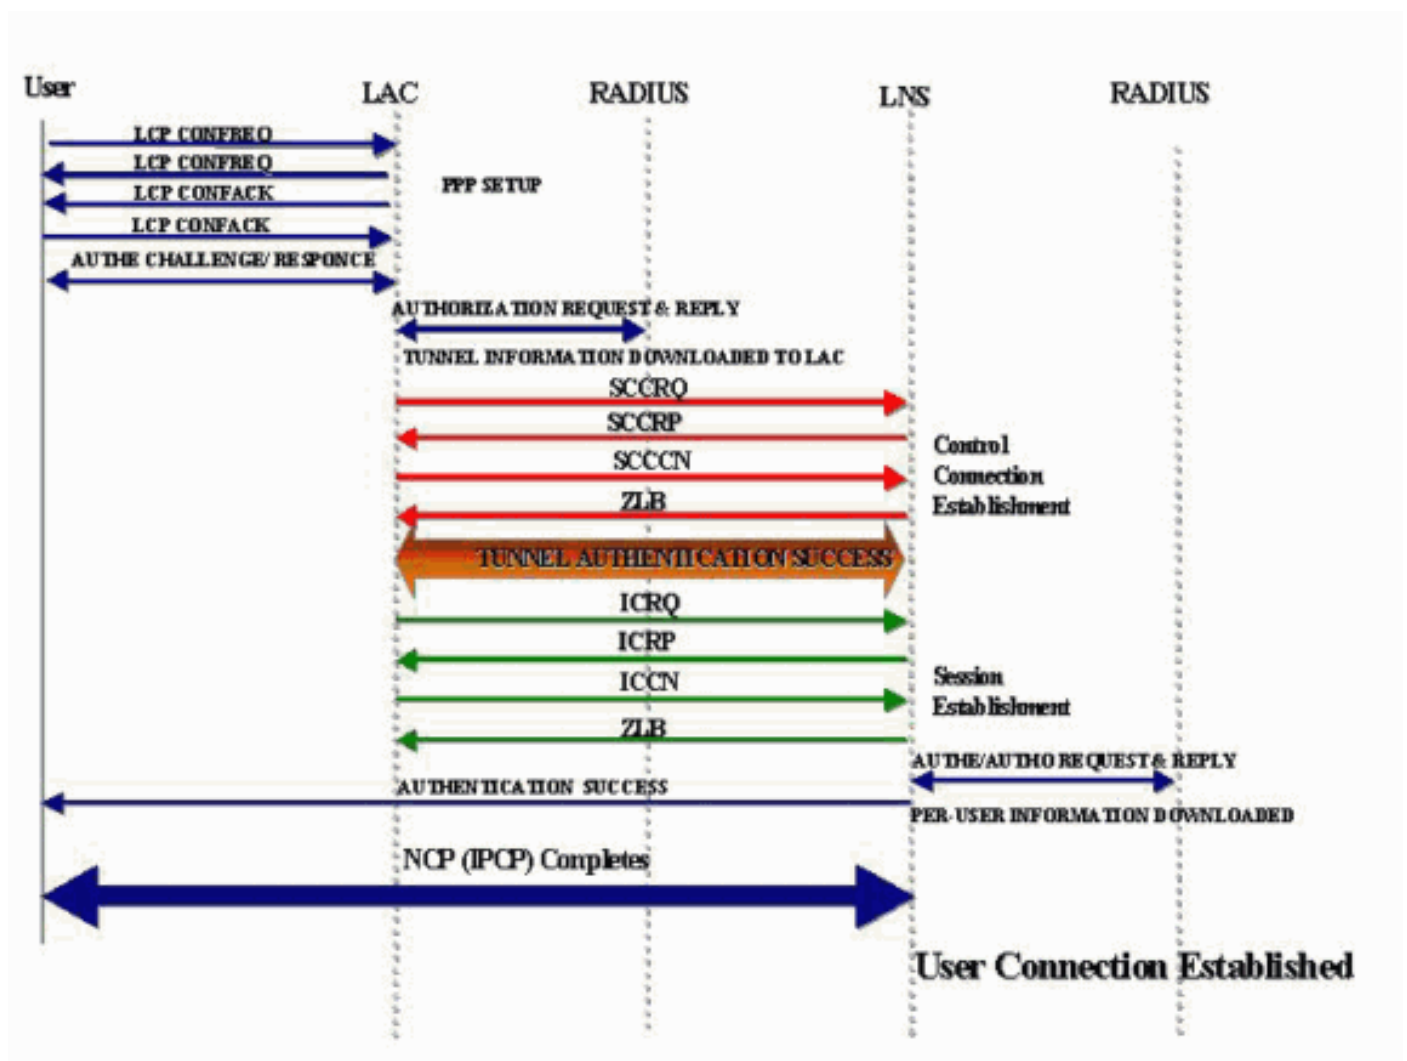 User
LAC
RADIUS
LNS
RADIUS
LCP CONFREQ
LCP CONFREQ
PPP SETUP
LCP CONFACK
LCP CONFACK
AUTHE CHALLENGE/ RESPONCE
AUTHORIZATION REQUEST & REPLY
TUNNEL INFORMATION DOWNLOADED TO LAC
SCCRQ
SCCRP
SCCCN
ZLB
Control
Connection
Establishment
TUNNEL AUTHENTICATION SUCCESS
ICRQ
ICRP
ICCN
ZLB
Session
Establishment
AUTHE/AUTHO REQUEST & REPLY
AUTHENTICATION SUCCESS
PER-USER INFORMATION DOWNLOADED
NCP (IPCP) Completes
User Connection Established